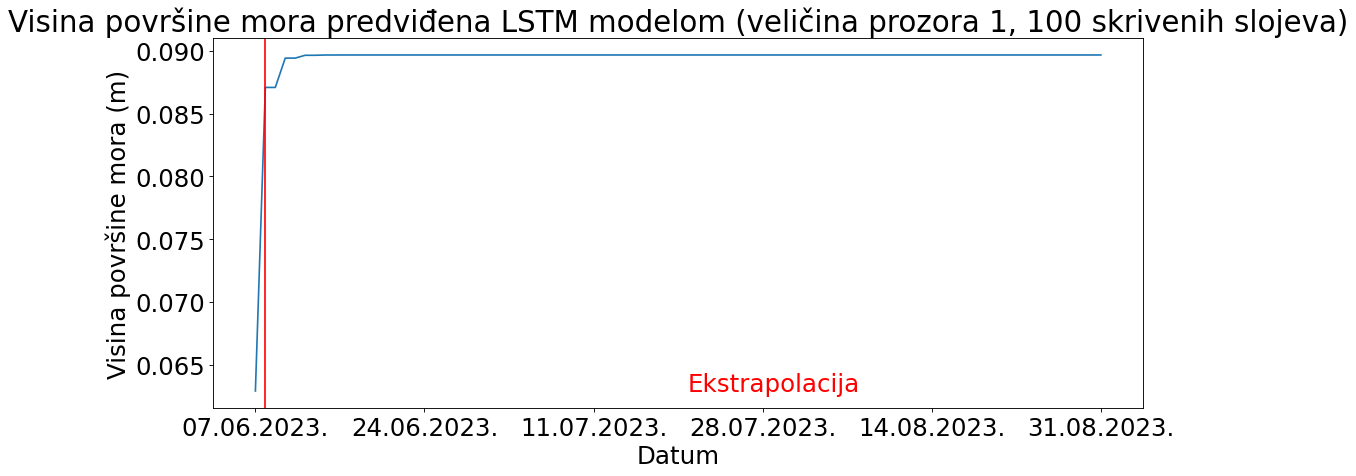 Visina površine mora predviđena LSTM modelom (veličina prozora 1, 100 skrivenih slojeva)
Visina površine mora (m)
0.090
0.085
0.080
0.075
0.070
0.065
Ekstrapolacija
07.06.2023. 24.06.2023. 11.07.2023. 28.07.2023. 14.08.2023. 31.08.2023.
Datum